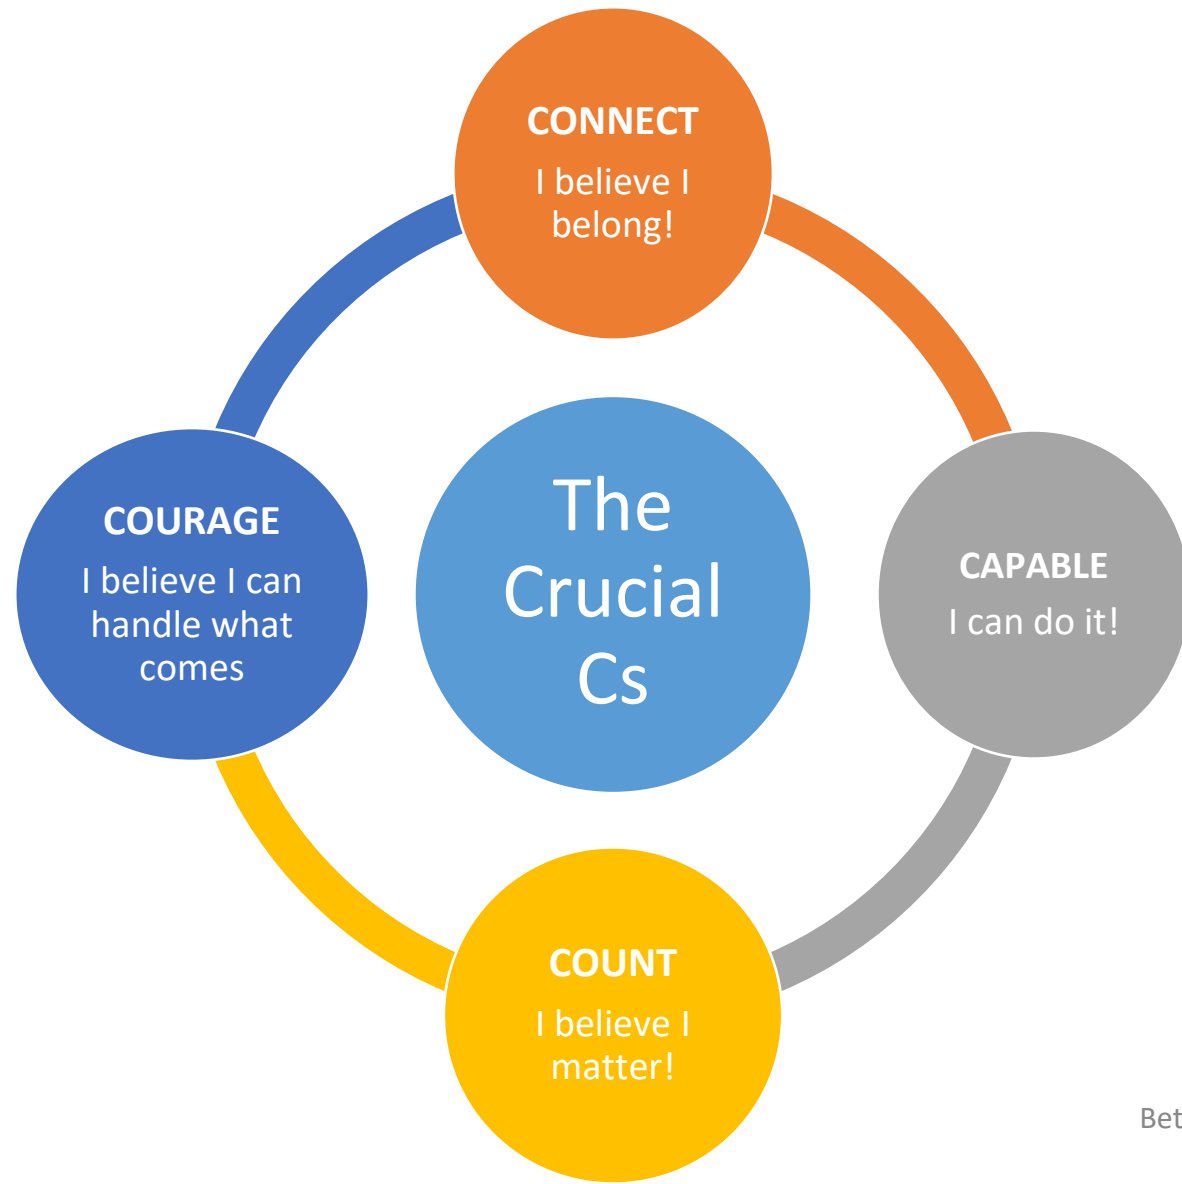 CONNECT
I believe I
belong!
The
Crucial
Cs
COURAGE
I believe I can
handle what
comes
CAPABLE
I can do it!
COUNT
I believe I
matter!
Bet